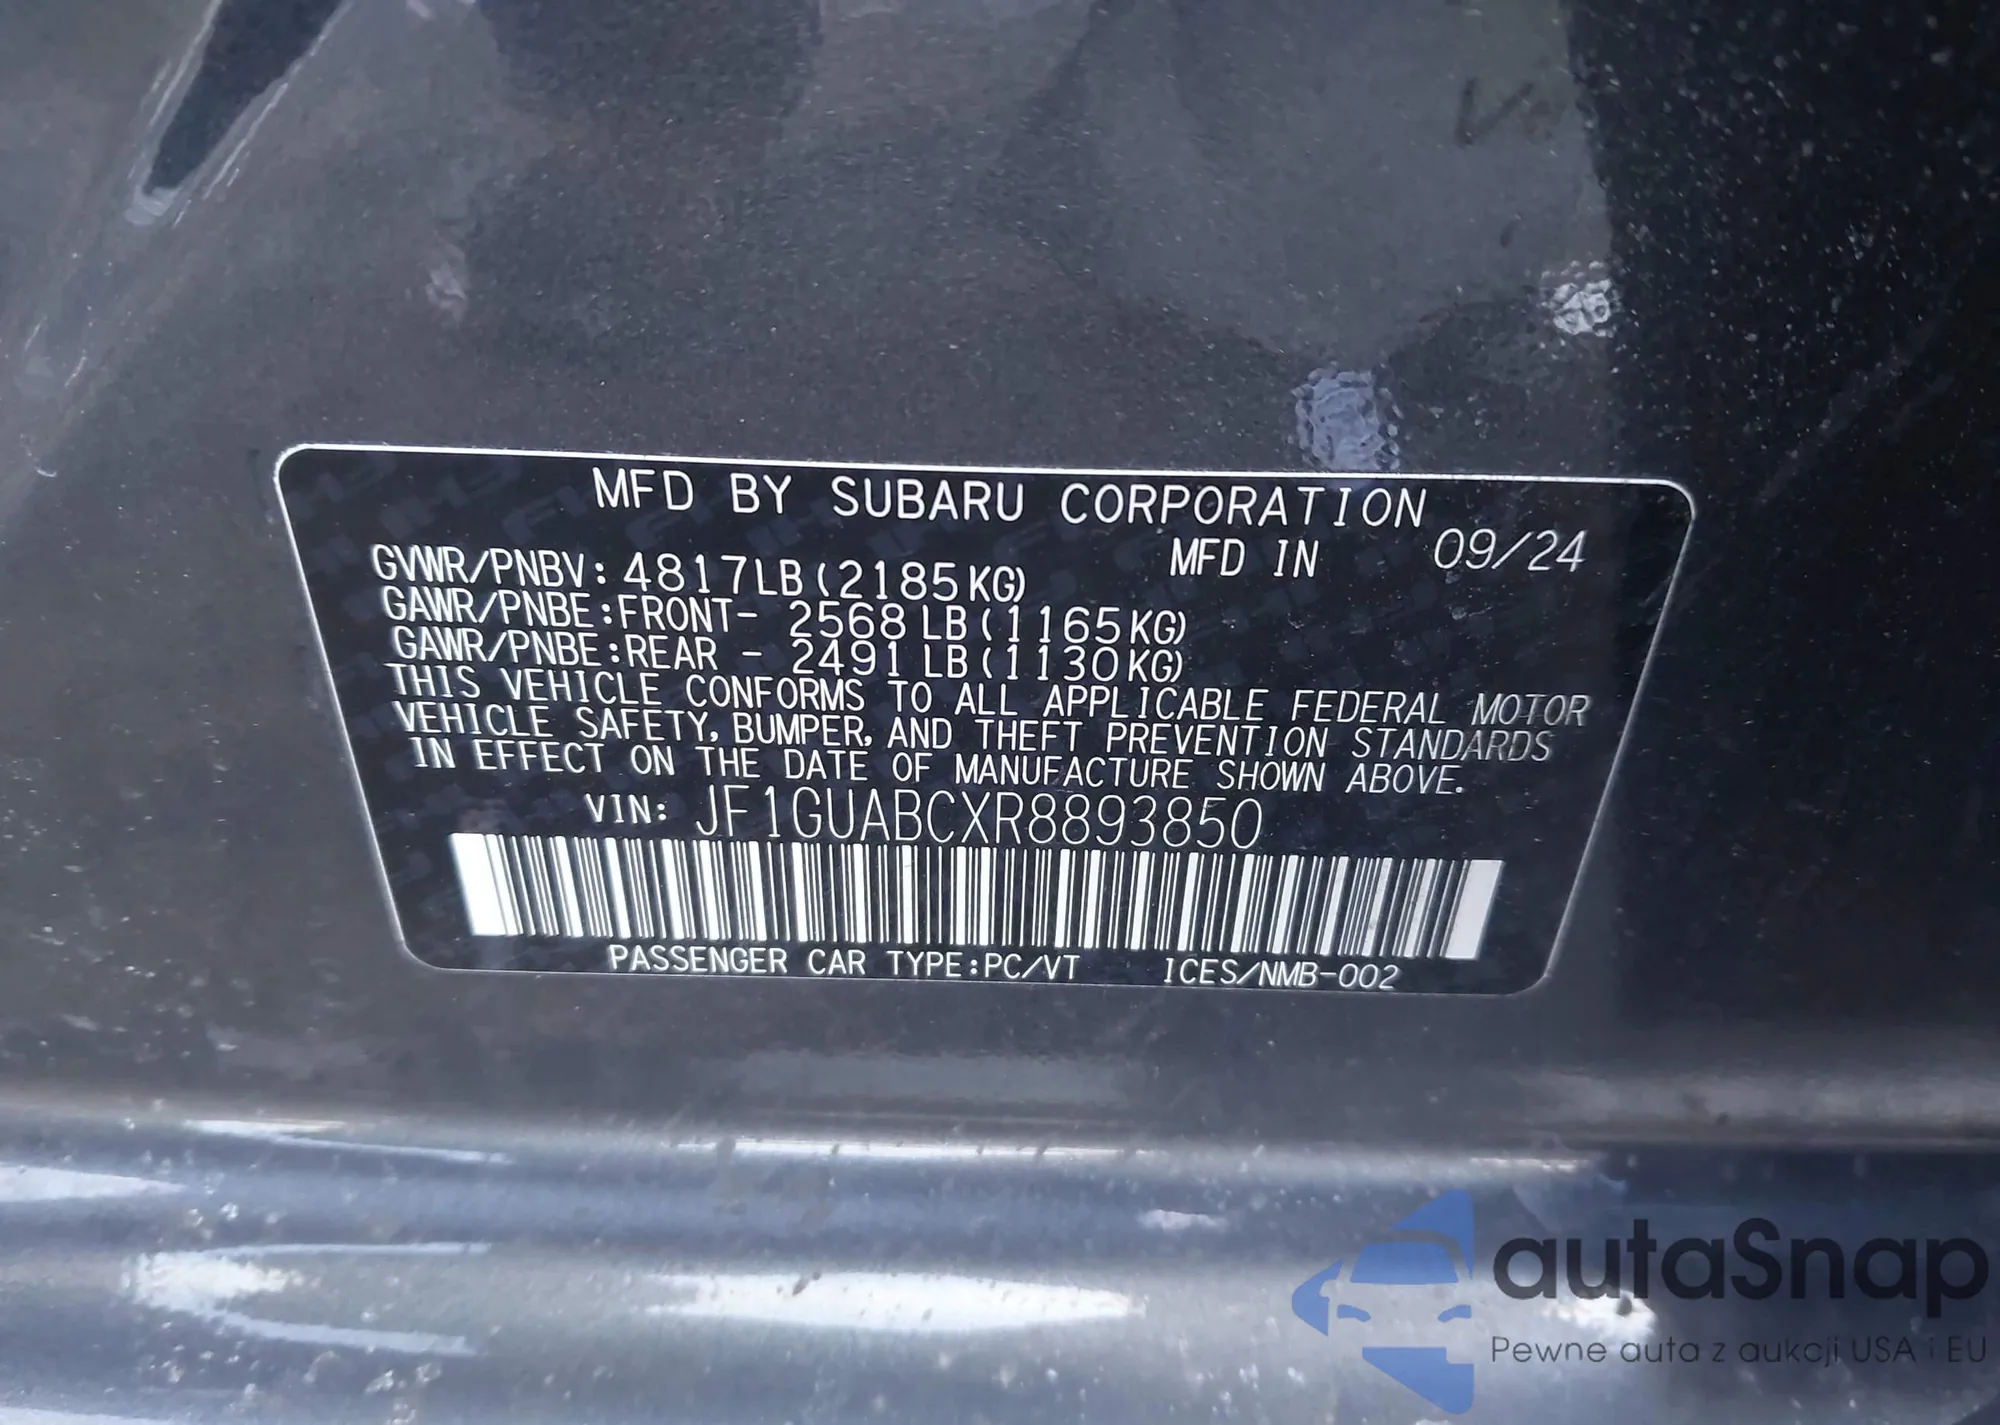 MFD BY SUBARU CORPORATION
MFD IN 09/24
GVWR/PNBV: 4817LB (2185KG)
GAWR/PNBE:FRONT- 2568 LB (1165KG)
GAWR/PNBE:REAR - 2491 LB (1130KG)
THIS VEHICLE CONFORMS TO ALL APPLICABLE FEDERAL MOTOR
VEHICLE SAFETY, BUMPER, AND THEFT PREVENTION STANDARDS
IN EFFECT ON THE DATE OF MANUFACTURE SHOWN ABOVE.
VIN: JF1GUABCXR8893850
PASSENGER CAR TYPE:PC/VT ICES/NMB-002
autaSnap
Pewne auta z aukcji USA i EU